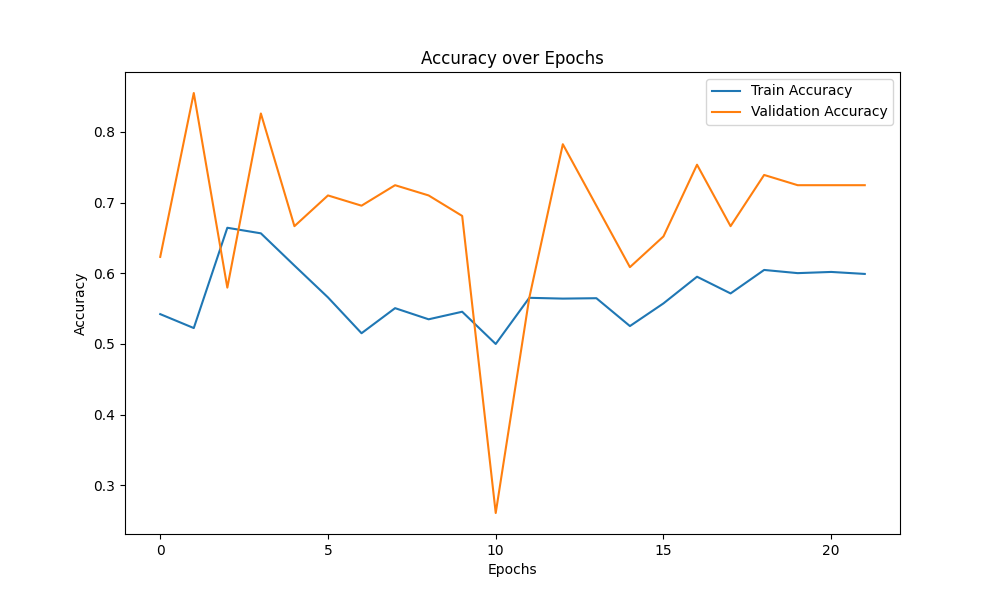 Accuracy over Epochs
Train Accuracy
Validation Accuracy
0.8
0.7
0.6
0.5
0.4
0.3
Accuracy
0 5 10 15 20
Epochs